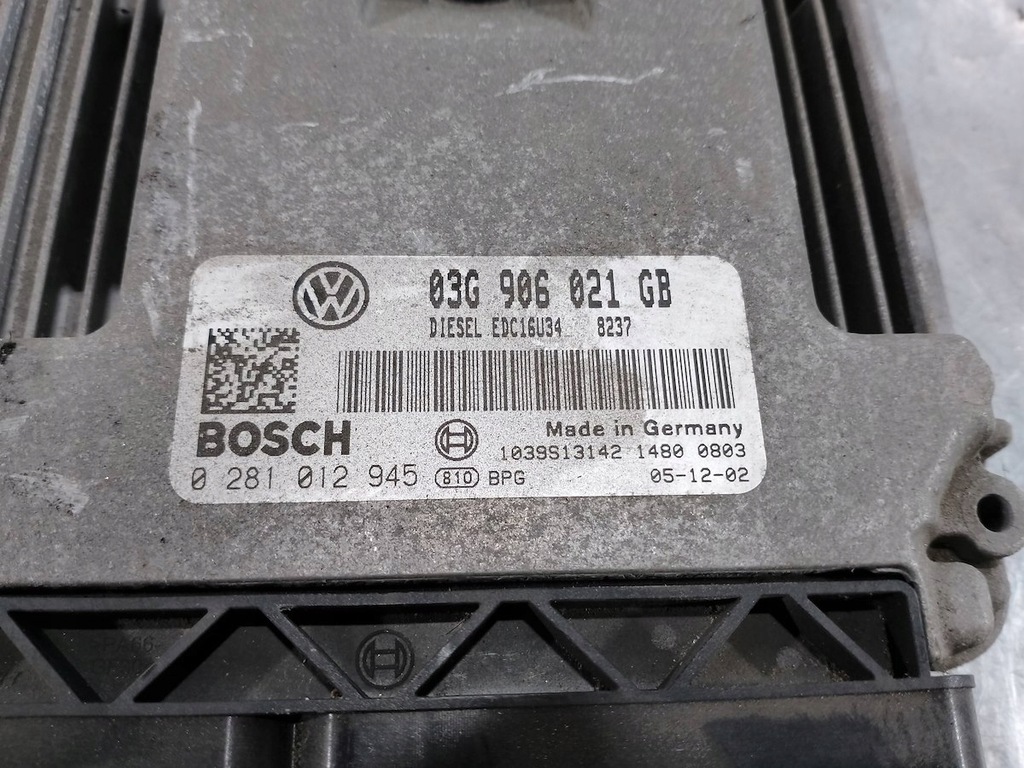 03G 906 021 GB
DIESEL EDC16U34 8237
BOSCH
Made in Germany
1039S13142 1480 0803
0 281 012 945 810 BPG 05-12-02